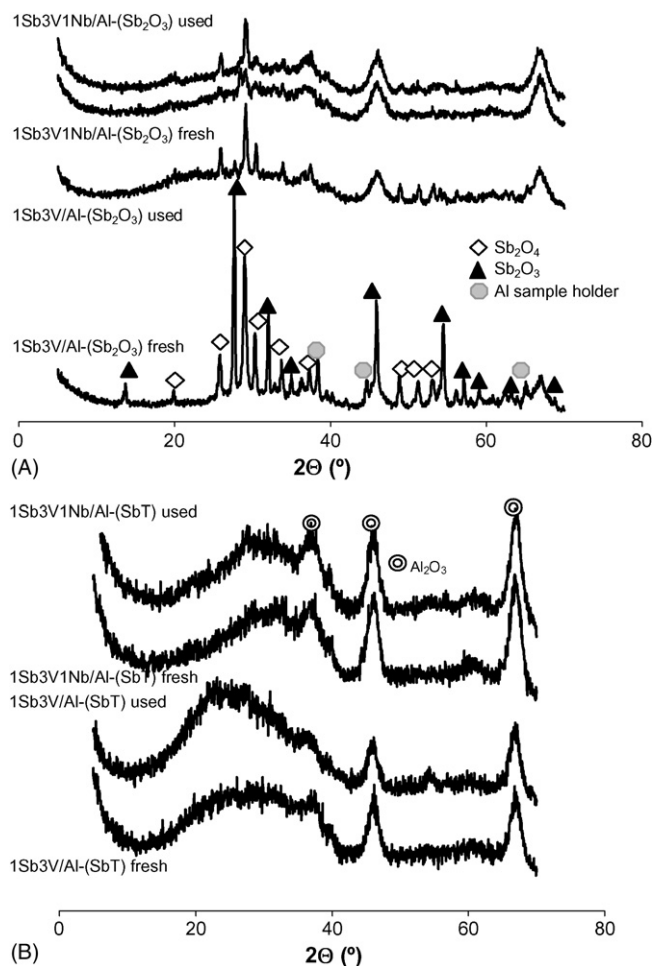 1Sb3V1Nb/Al-(Sb₂O₃) used
1Sb3V1Nb/Al-(Sb₂O₃) fresh
1Sb3V/Al-(Sb₂O₃) used
Sb₂O₄
Sb₂O₃
Al sample holder
1Sb3V/Al-(Sb₂O₃) fresh
0 20 40 60 80
(A)
2Θ (º)
1Sb3V1Nb/Al-(SbT) used
Al₂O₃
1Sb3V1Nb/Al-(SbT) fresh
1Sb3V/Al-(SbT) used
1Sb3V/Al-(SbT) fresh
0 20 40 60 80
(B)
2Θ (º)